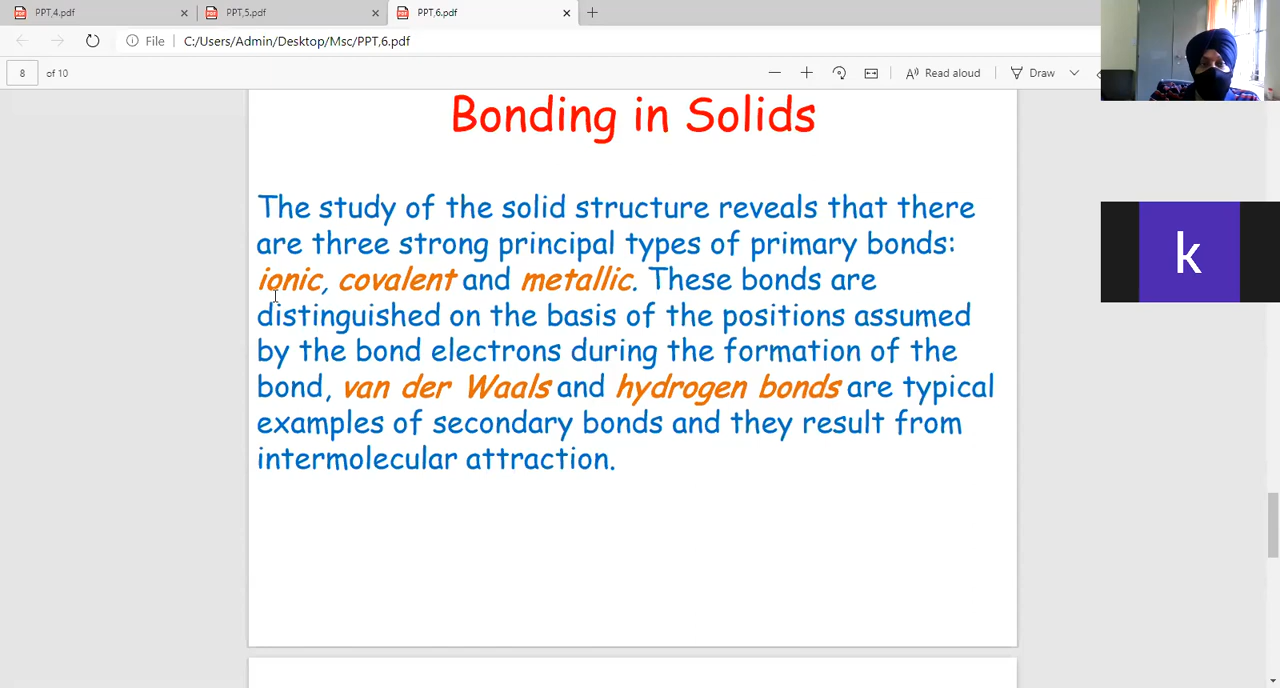 PPT,4.pdf
PPT,5.pdf
PPT,6.pdf
File C:/Users/Admin/Desktop/Msc/PPT,6.pdf
8 of 10
Read aloud
Draw
Bonding in Solids
The study of the solid structure reveals that there
are three strong principal types of primary bonds:
ionic, covalent and metallic. These bonds are
distinguished on the basis of the positions assumed
by the bond electrons during the formation of the
bond, van der Waals and hydrogen bonds are typical
examples of secondary bonds and they result from
intermolecular attraction.
k